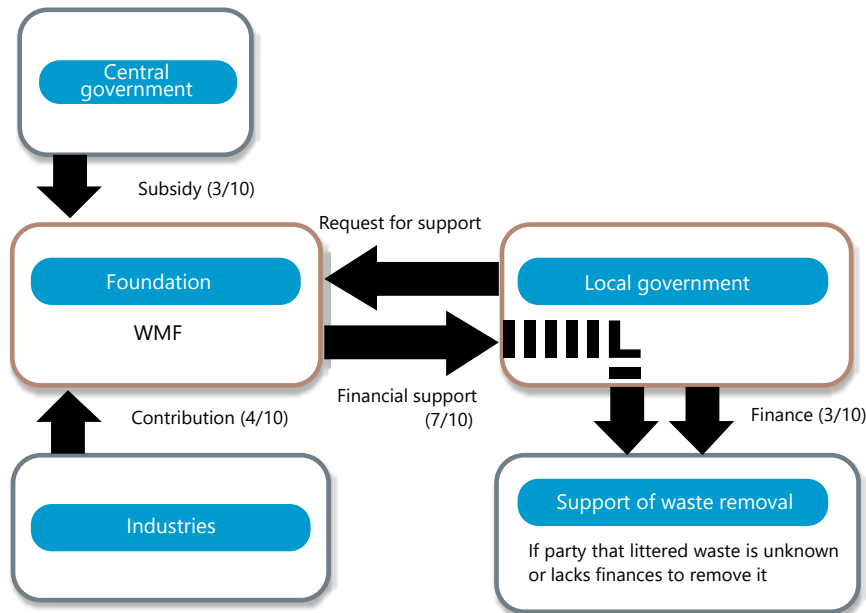 Central
government
Subsidy (3/10)
Request for support
Foundation
WMF
Local government
Financial support
(7/10)
Contribution (4/10)
Finance (3/10)
Industries
Support of waste removal
If party that littered waste is unknown
or lacks finances to remove it